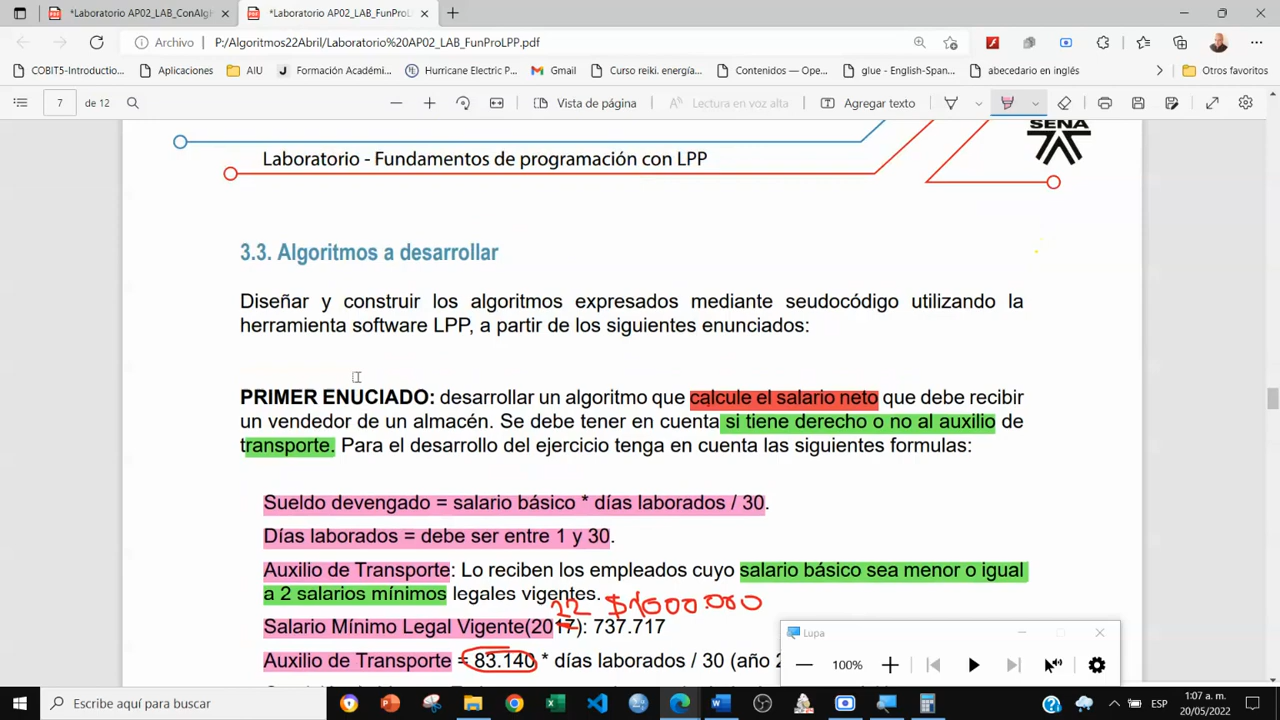 *Laboratorio AP02_LAB_ConAlgh
*Laboratorio AP02_LAB_FunProLP
Archivo
P:/Algoritmos22Abril/Laboratorio%20AP02_LAB_FunProLPP.pdf
COBIT5-Introductio...
Aplicaciones
AIU
Formación Académi...
Hurricane Electric P...
Gmail
Curso reiki. energía...
Contenidos — Ope...
glue - English-Span...
abecedario en inglés
Otros favoritos
7
de 12
Vista de página
Lectura en voz alta
Agregar texto
SENA
Laboratorio - Fundamentos de programación con LPP
3.3. Algoritmos a desarrollar
Diseñar y construir los algoritmos expresados mediante seudocódigo utilizando la
herramienta software LPP, a partir de los siguientes enunciados:
PRIMER ENUCIADO: desarrollar un algoritmo que calcule el salario neto que debe recibir
un vendedor de un almacén. Se debe tener en cuenta si tiene derecho o no al auxilio de
transporte. Para el desarrollo del ejercicio tenga en cuenta las siguientes formulas:
Sueldo devengado = salario básico * días laborados / 30.
Días laborados = debe ser entre 1 y 30.
Auxilio de Transporte: Lo reciben los empleados cuyo salario básico sea menor o igual
a 2 salarios mínimos legales vigentes.
22 $1000.000
Salario Mínimo Legal Vigente(2017): 737.717
Auxilio de Transporte = 83.140 * días laborados / 30 (año 2
Lupa
100%
Escribe aquí para buscar
ESP
1:07 a. m.
20/05/2022